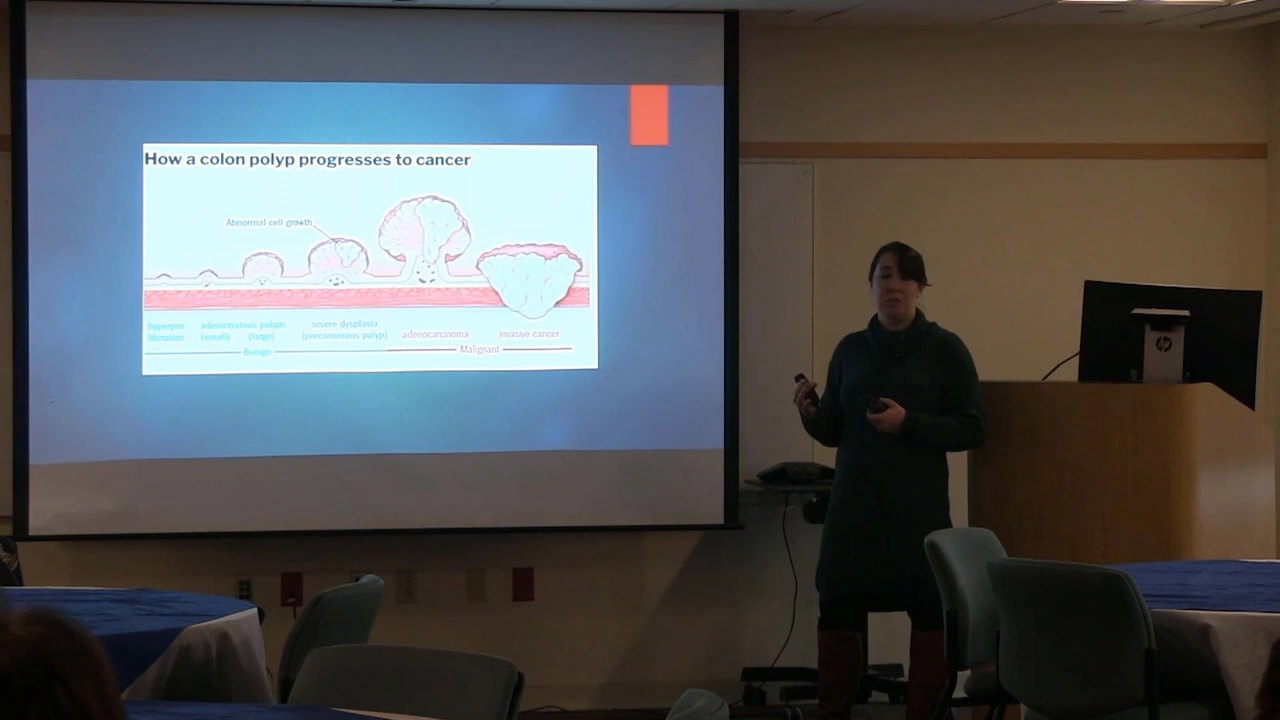 How a colon polyp progresses to cancer
Abnormal cell growth
hyperpro
liferation
adenomatous polyps
(small) (large)
severe dysplasia
(precancerous polyp)
adenocarcinoma
invasive cancer
Benign
Malignant
hp